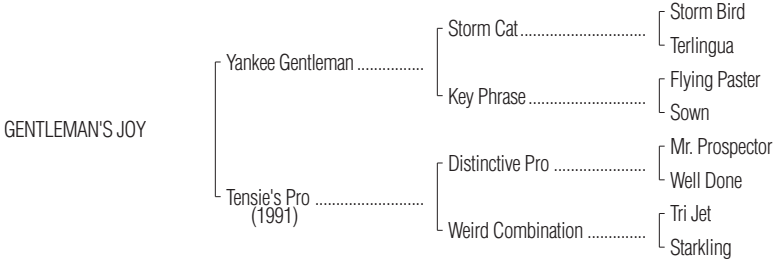 Storm Bird
Storm Cat..............................
Terlingua
Yankee Gentleman ................
Flying Paster
Key Phrase............................
Sown
GENTLEMAN'S JOY
Mr. Prospector
Distinctive Pro ......................
Well Done
Tensie's Pro ..........................
(1991)
Tri Jet
Weird Combination ..............
Starkling